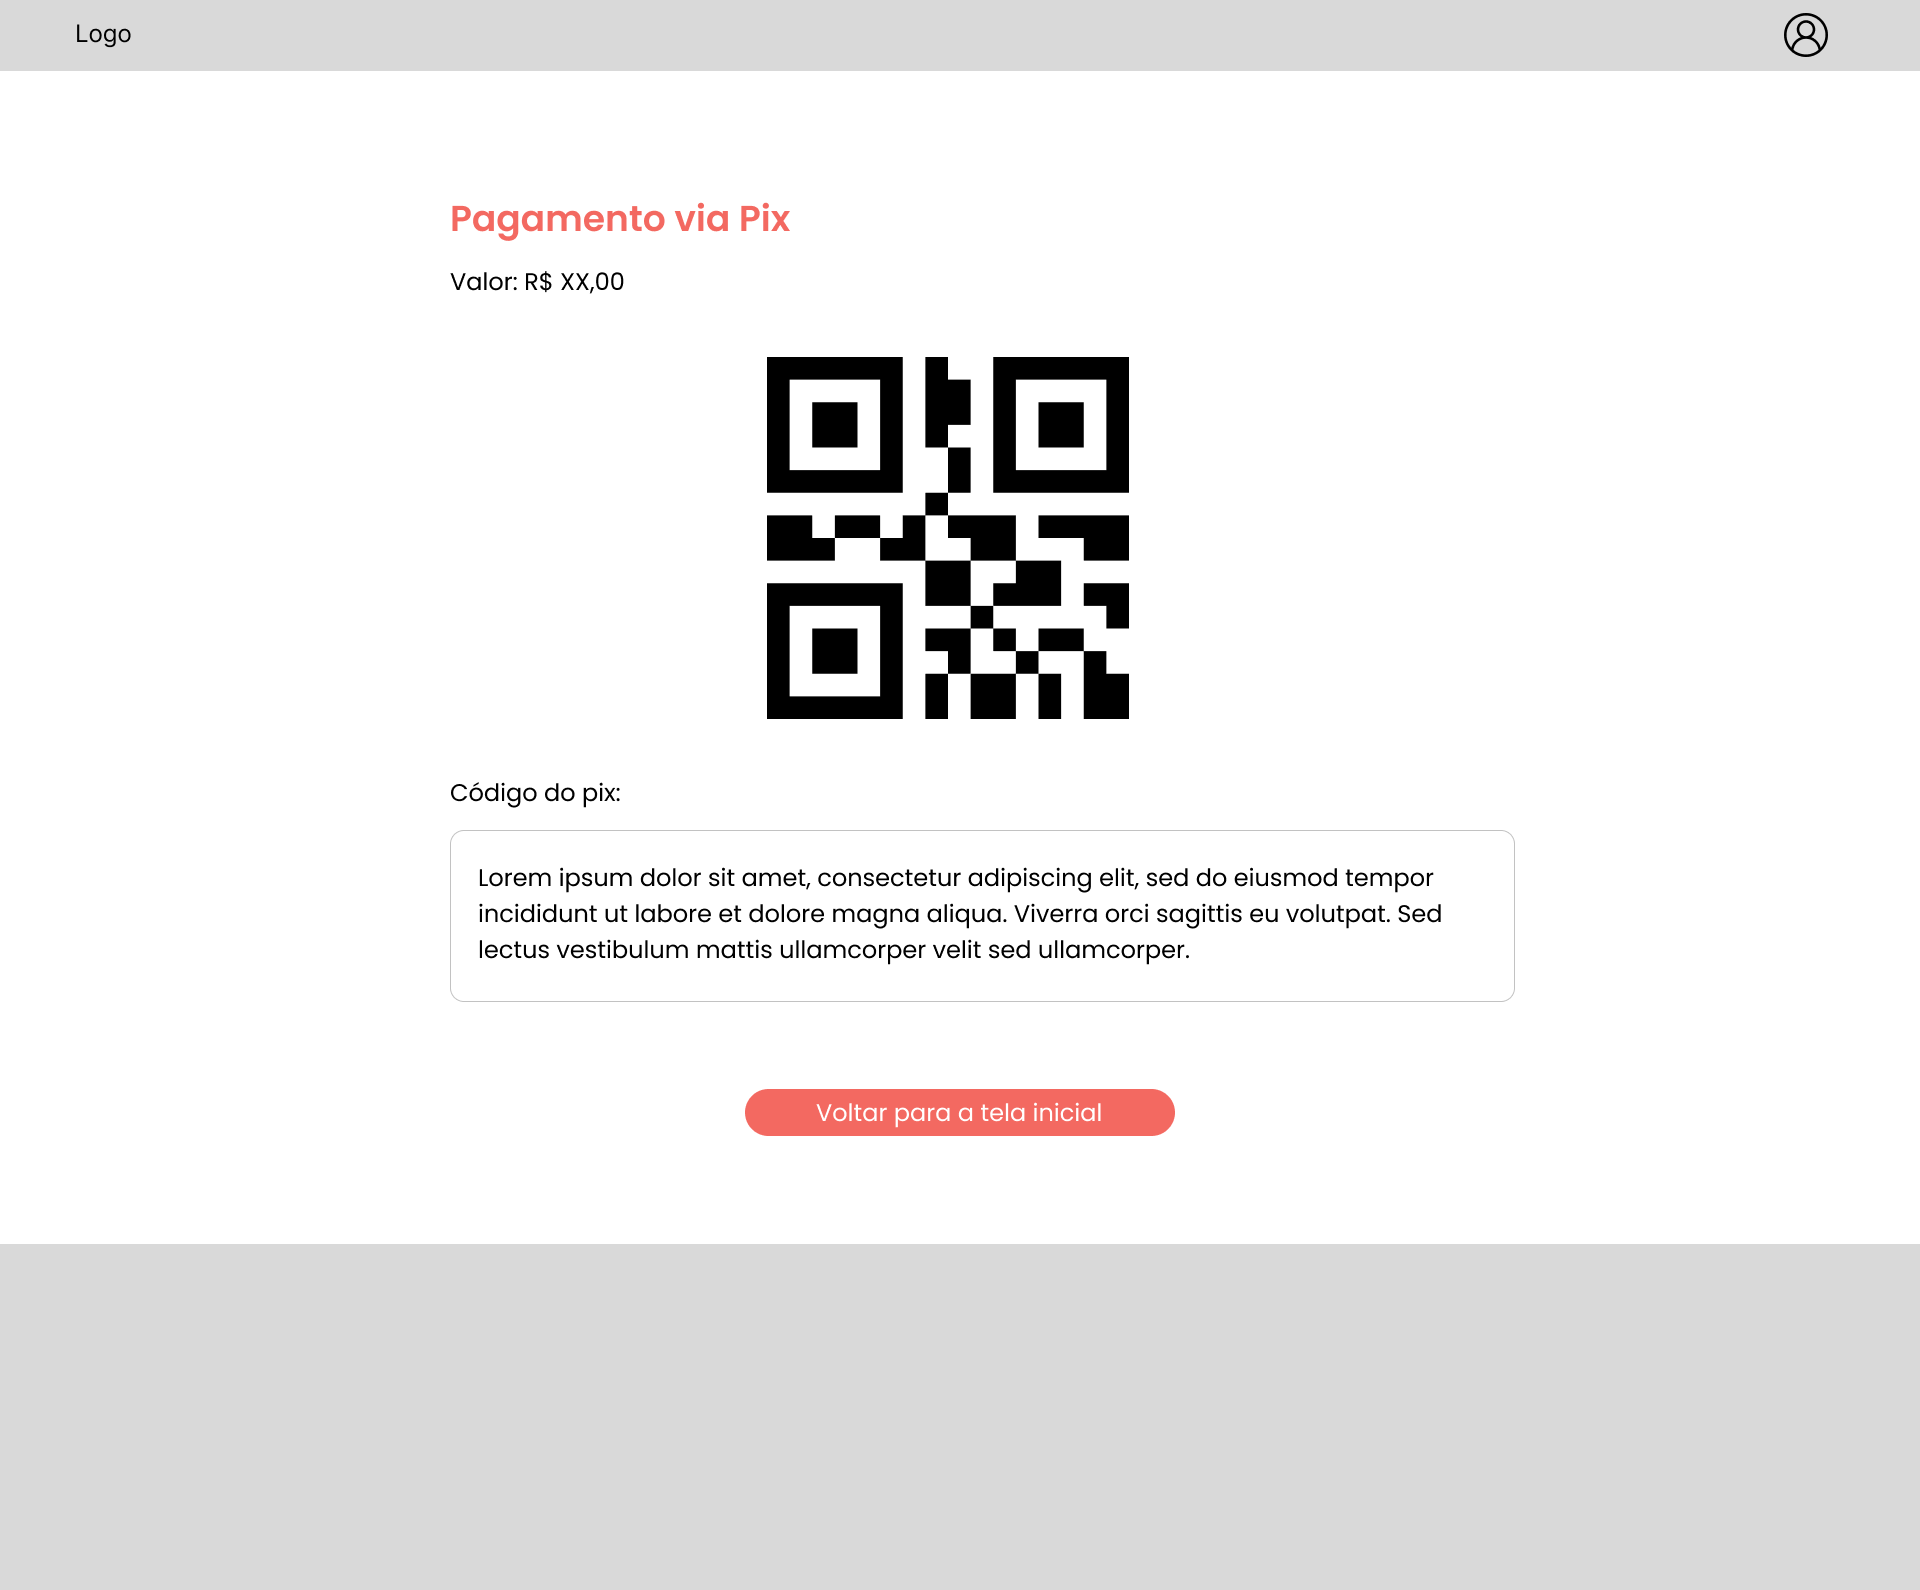 Logo
Pagamento via Pix
Valor: R$ XX,00
Código do pix:
Lorem ipsum dolor sit amet, consectetur adipiscing elit, sed do eiusmod tempor
incididunt ut labore et dolore magna aliqua. Viverra orci sagittis eu volutpat. Sed
lectus vestibulum mattis ullamcorper velit sed ullamcorper.
Voltar para a tela inicial